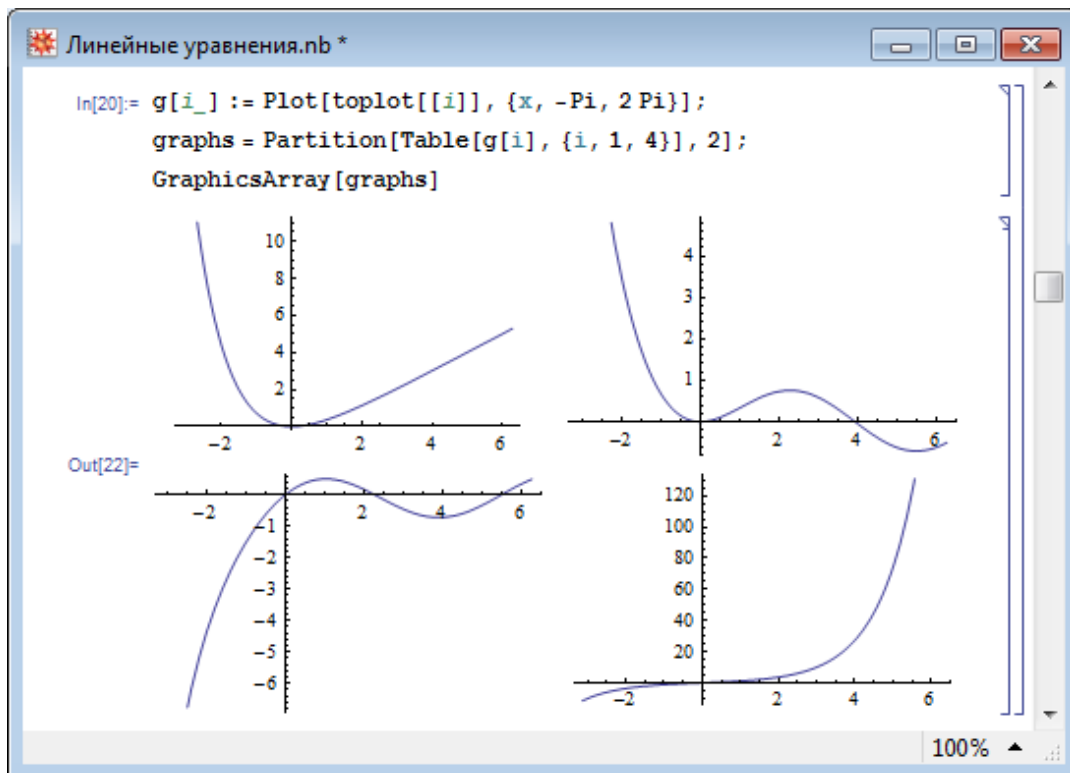 Линейные уравнения.nb *
In[20]:= g[i_] := Plot[toplot[[i]], {x, -Pi, 2 Pi}];
graphs = Partition[Table[g[i], {i, 1, 4}], 2];
GraphicsArray[graphs]
10
8
6
4
2
-2 2 4 6
4
3
2
1
-2 2 4 6
Out[22]=
-2 2 4 6
-1
-2
-3
-4
-5
-6
120
100
80
60
40
20
-2 2 4 6
100%